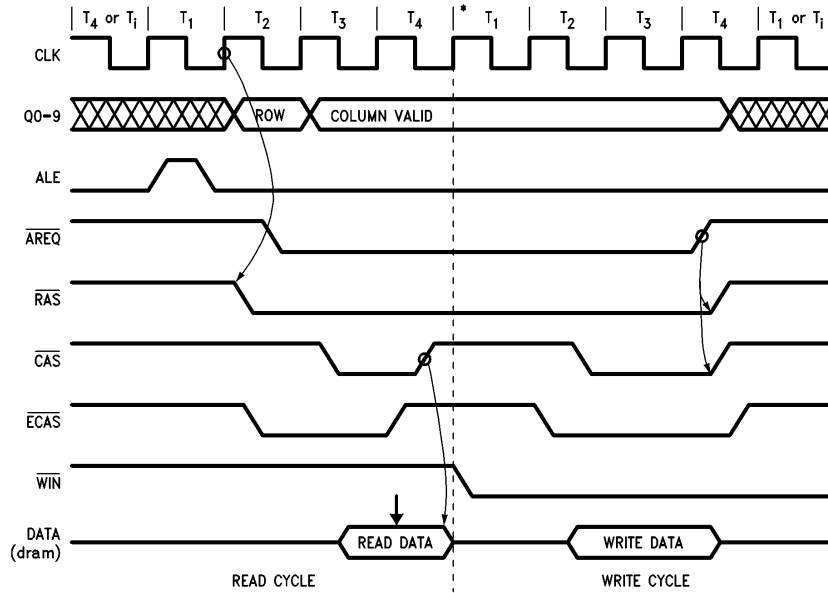 T4 or Ti T1 T2 T3 T4 * T1 T2 T3 T4 T1 or Ti
CLK
Q0-9 ROW COLUMN VALID
ALE
AREQ
RAS
CAS
ECAS
WIN
DATA READ DATA WRITE DATA
(dram)
READ CYCLE WRITE CYCLE